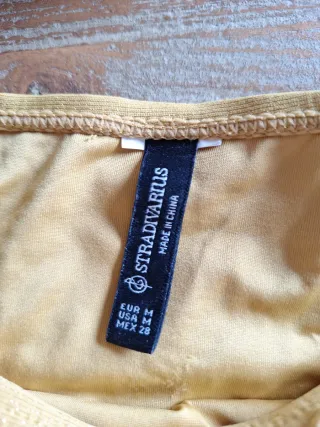 STRADIVARIUS
MADE IN CHINA
EUR M
USA M
MEX 28